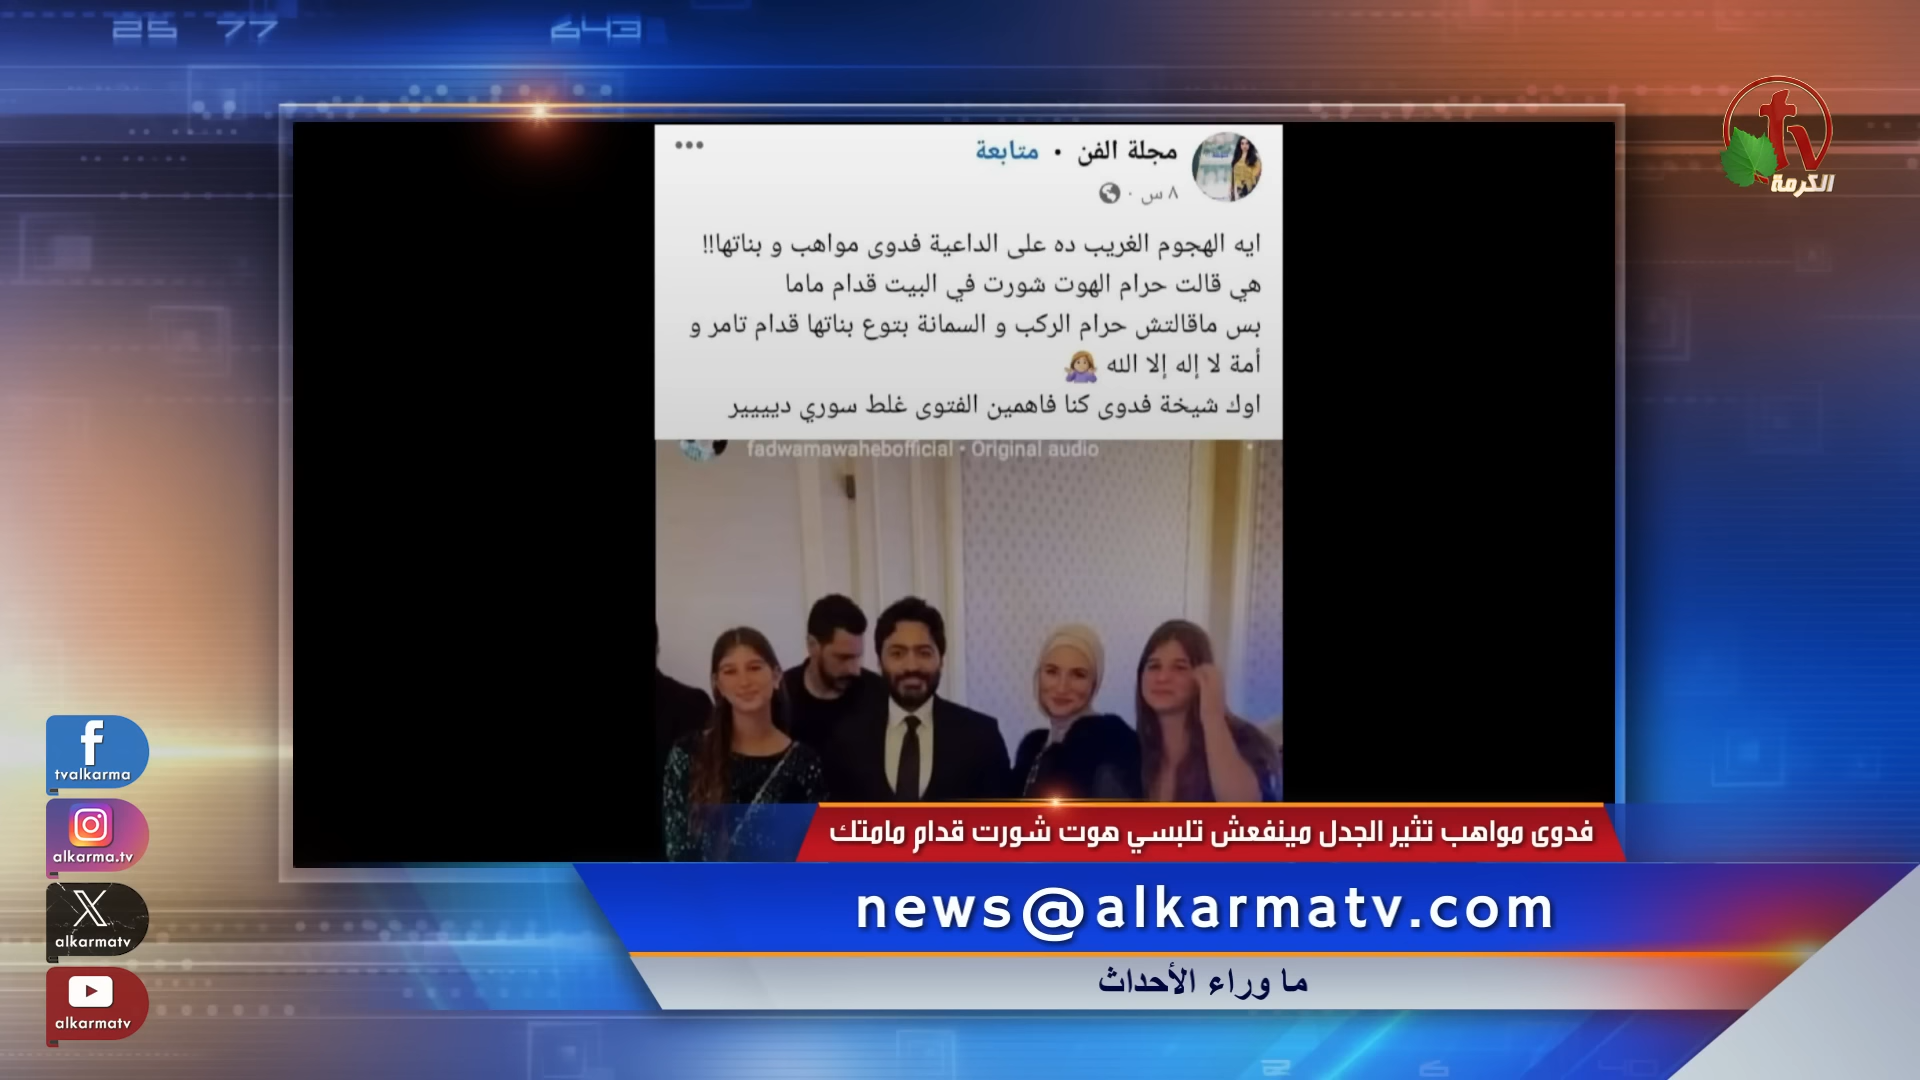 25 77 643
tv
الكرمة
مجلة الفن • متابعة
٨ س ·
ايه الهجوم الغريب ده على الداعية فدوى مواهب و بناتها!!
هي قالت حرام الهوت شورت في البيت قدام ماما
بس ماقالتش حرام الركب و السمانة بتوع بناتها قدام تامر و
أمة لا إله إلا الله 🤷🏼‍♀️
اوك شيخة فدوى كنا فاهمين الفتوى غلط سوري ديييير
fadwamawahebofficial • Original audio
فدوى مواهب تثير الجدل مينفعش تلبسي هوت شورت قدام مامتك
news@alkarmatv.com
ما وراء الأحداث
tvalkarma
alkarma.tv
alkarmatv
alkarmatv